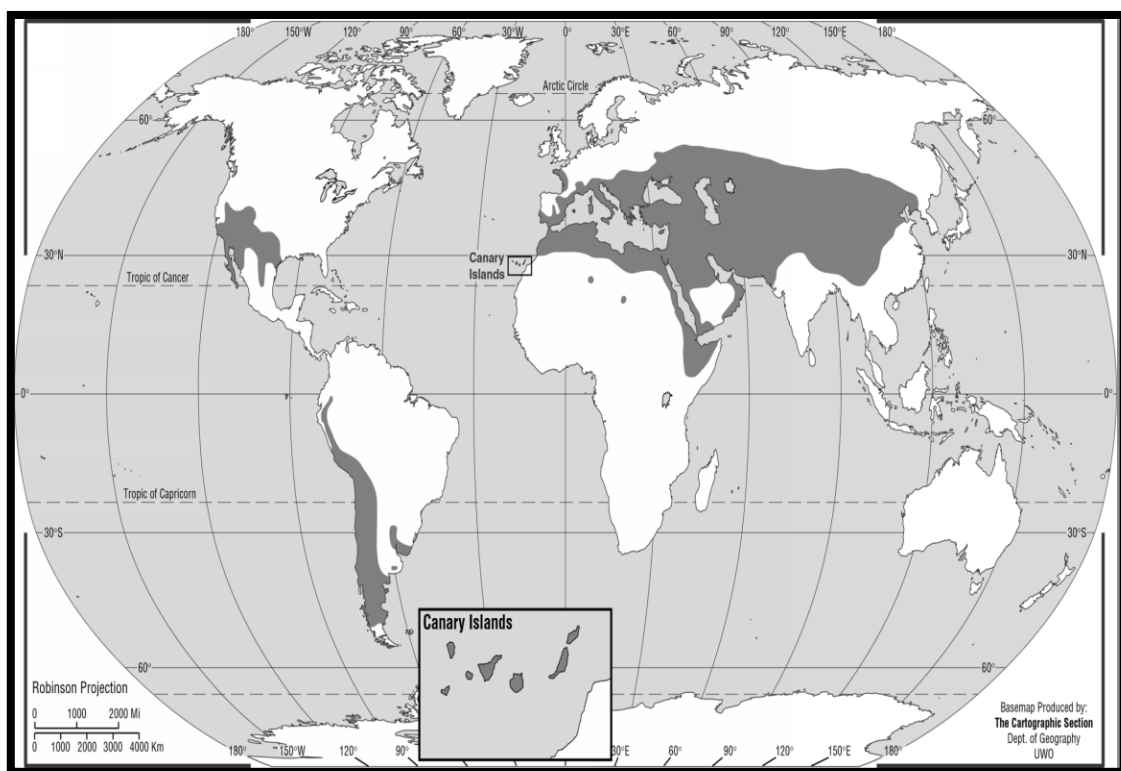 180° 150°W 120° 90° 60° 30°W 0° 30°E 60° 90° 120° 150°E 180°
Arctic Circle
60° 60°
30°N 30°N
Canary
Islands
Tropic of Cancer
0° 0°
Tropic of Capricorn
30°S 30°S
Canary Islands
60° 60°
Robinson Projection
0 1000 2000 Mi
0 1000 2000 3000 4000 Km
Basemap Produced by:
The Cartographic Section
Dept. of Geography
UWO
180° 150°W 120° 90° 30°E 60° 90° 120° 150°E 180°